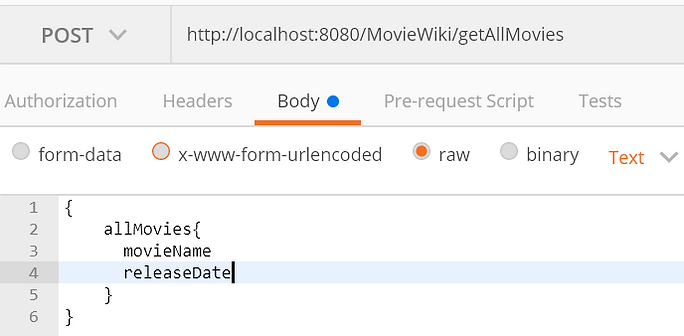 POST http://localhost:8080/MovieWiki/getAllMovies
Authorization Headers Body Pre-request Script Tests
form-data x-www-form-urlencoded raw binary Text
1 {
2 allMovies{
3 movieName
4 releaseDate
5 }
6 }